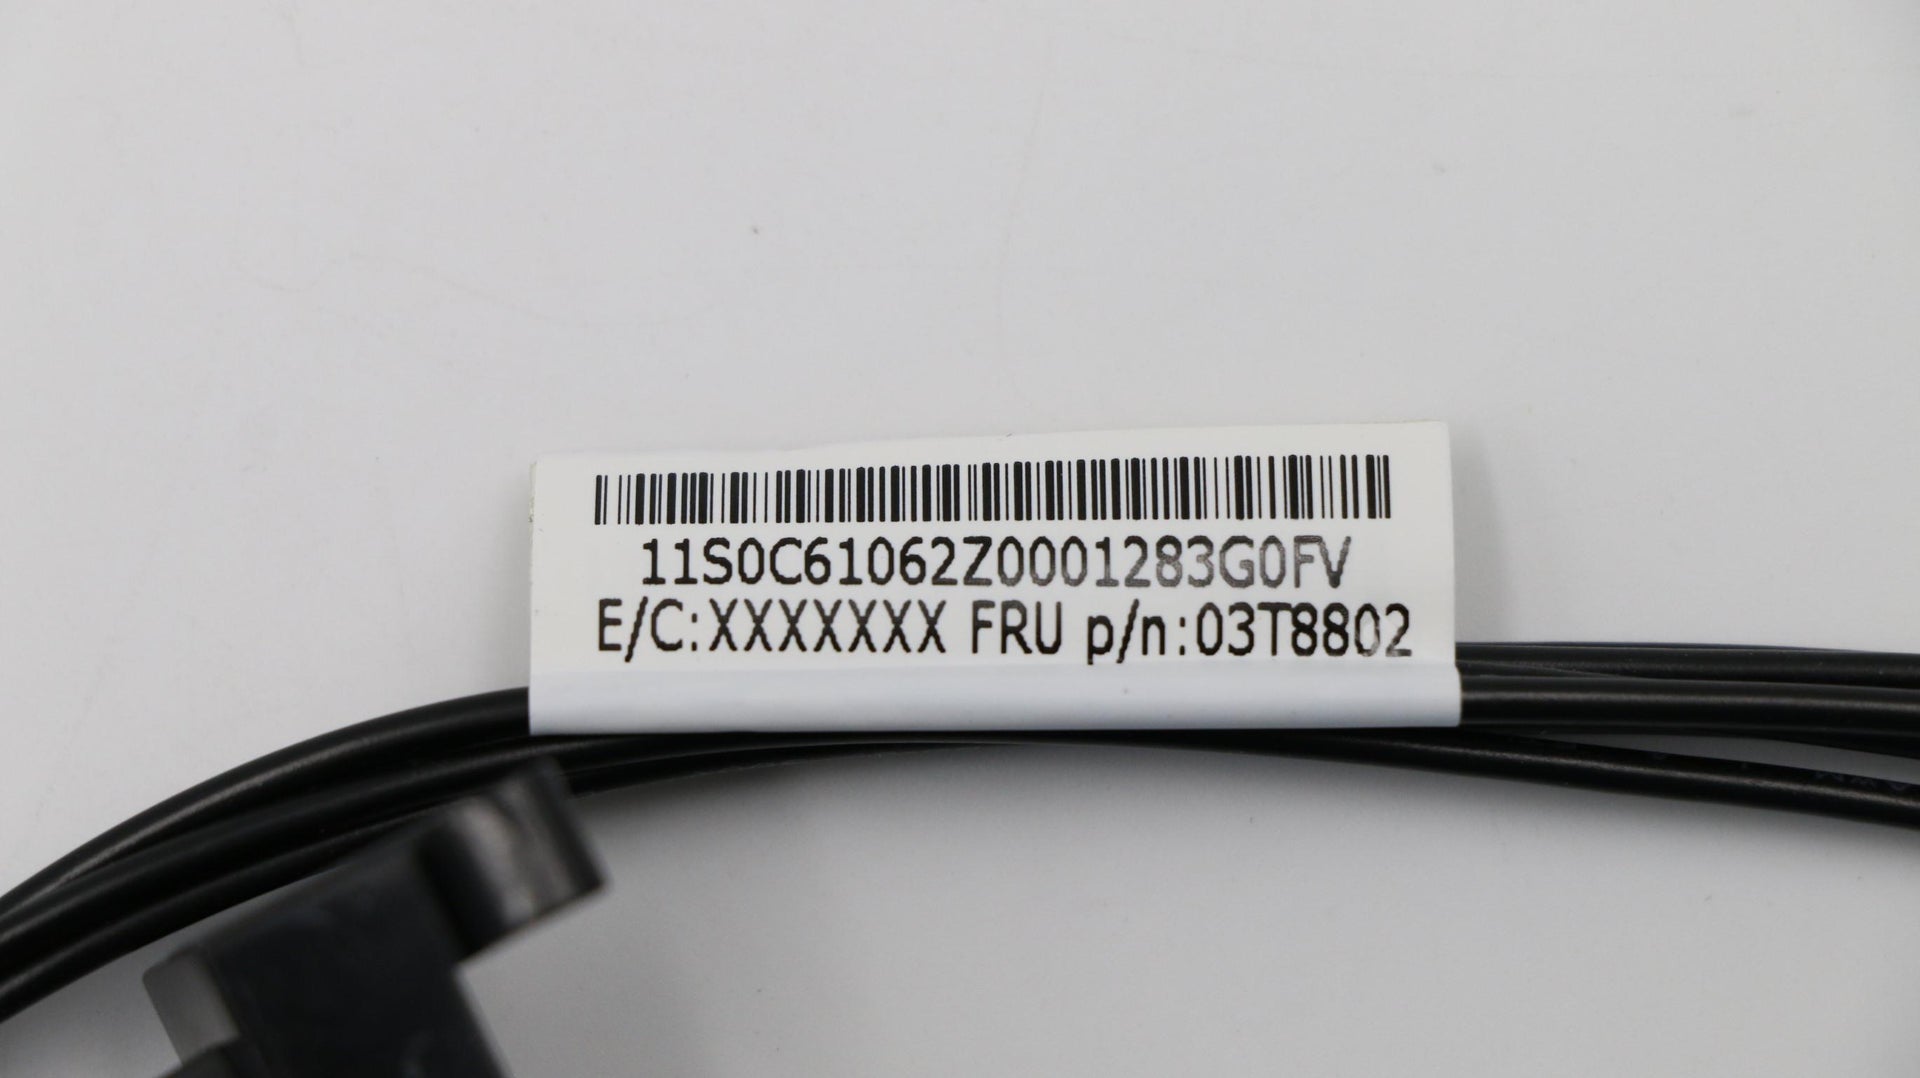 11S0C61062Z0001283G0FV
E/C:XXXXXXX FRU p/n:03T8802